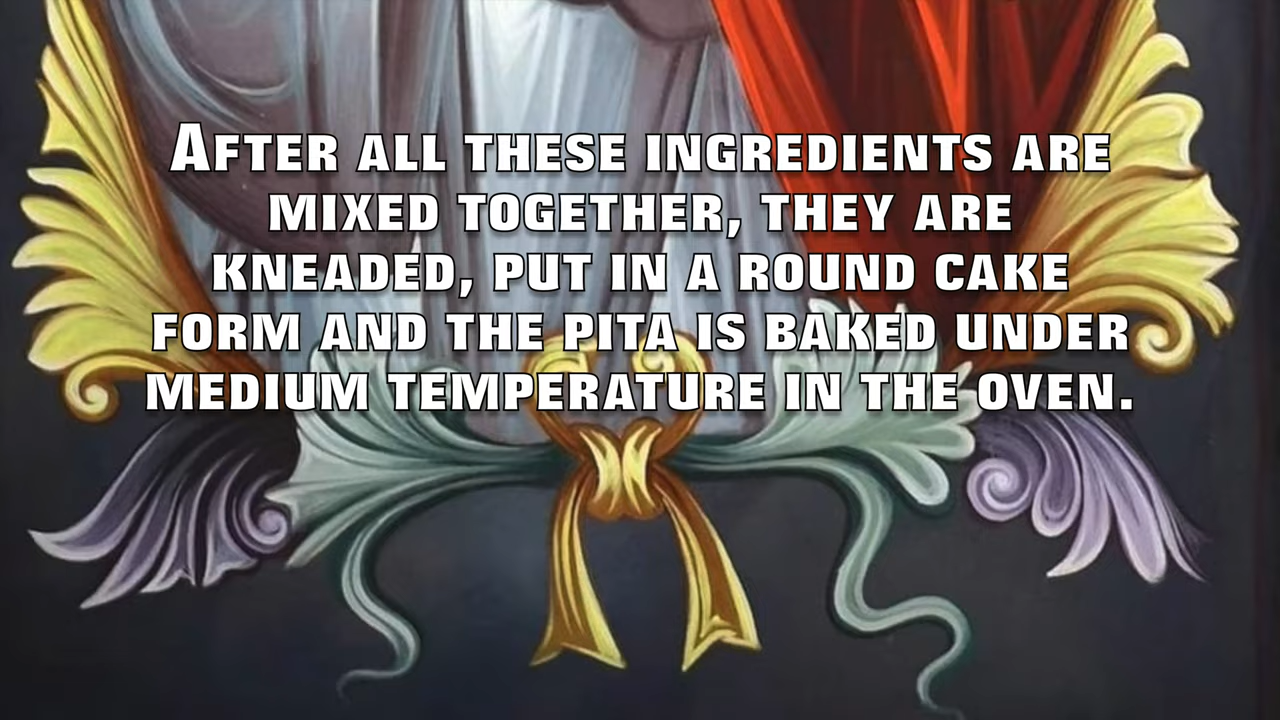 After all these ingredients are
mixed together, they are
kneaded, put in a round cake
form and the pita is baked under
medium temperature in the oven.